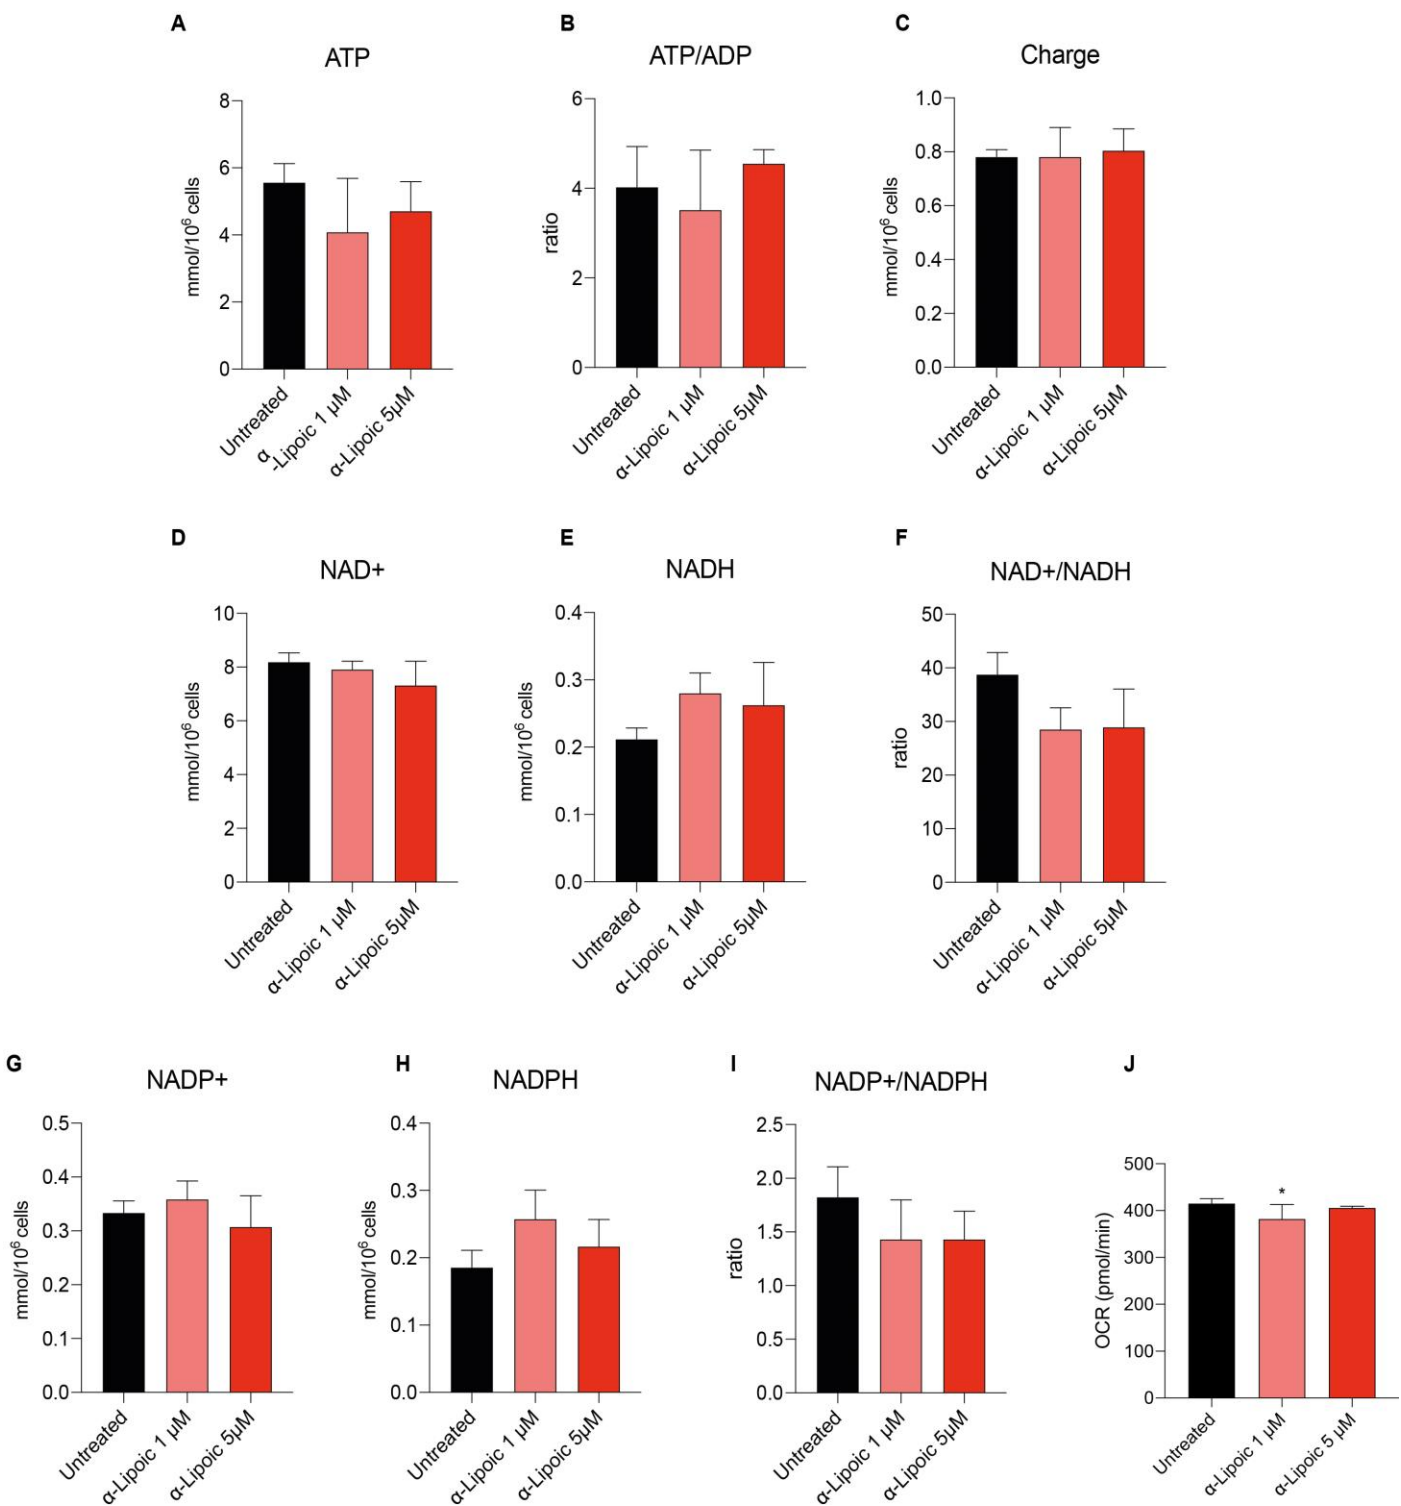 A
ATP
8
6
4
2
0
mmol/10⁶ cells
Untreated
α
-Lipoic 1 µM
α-Lipoic 5µM
B
ATP/ADP
6
4
2
0
ratio
Untreated
α-Lipoic 1 µM
α-Lipoic 5µM
C
Charge
1.0
0.8
0.6
0.4
0.2
0.0
mmol/10⁶ cells
Untreated
α-Lipoic 1 µM
α-Lipoic 5µM
D
NAD+
10
8
6
4
2
0
mmol/10⁶ cells
Untreated
α-Lipoic 1 µM
α-Lipoic 5µM
E
NADH
0.4
0.3
0.2
0.1
0.0
mmol/10⁶ cells
Untreated
α-Lipoic 1 µM
α-Lipoic 5µM
F
NAD+/NADH
50
40
30
20
10
0
ratio
Untreated
α-Lipoic 1 µM
α-Lipoic 5µM
G
NADP+
0.5
0.4
0.3
0.2
0.1
0.0
mmol/10⁶ cells
Untreated
α-Lipoic 1 µM
α-Lipoic 5µM
H
NADPH
0.4
0.3
0.2
0.1
0.0
mmol/10⁶ cells
Untreated
α-Lipoic 1 µM
α-Lipoic 5µM
I
NADP+/NADPH
2.5
2.0
1.5
1.0
0.5
0.0
ratio
Untreated
α-Lipoic 1 µM
α-Lipoic 5µM
J
500
400
300
200
100
0
OCR (pmol/min)
*
Untreated
α-Lipoic 1 µM
α-Lipoic 5 µM